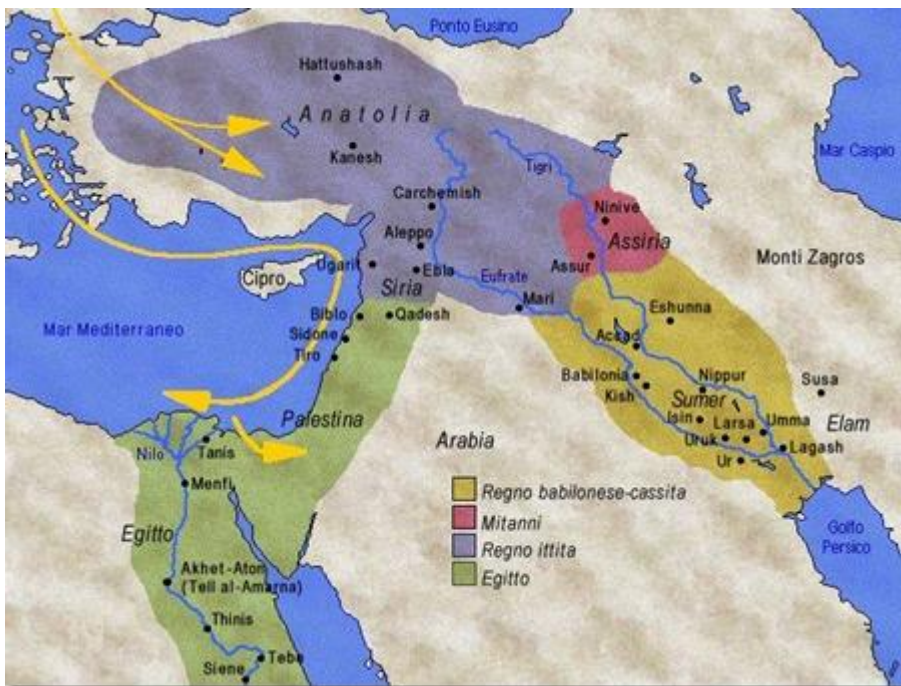 Ponto Eusino
Hattushash
Anatolia
Kanesh
Tigri
Mar Caspio
Carchemish
Ninive
Aleppo
Assiria
Monti Zagros
Ugarit
Ebla
Assur
Cipro
Siria
Eufrate
Mari
Biblo
Qadesh
Eshunna
Mar Mediterraneo
Sidone
Accad
Tiro
Babilonia
Nippur
Susa
Kish
Sumer
Palestina
Isin
Larsa
Umma
Elam
Arabia
Uruk
Lagash
Nilo
Tanis
Ur
Menfi
Regno babilonese-cassita
Mitanni
Golfo
Persico
Egitto
Regno ittita
Akhet-Aton
(Tell al-Amarna)
Egitto
Thinis
Tebe
Siene